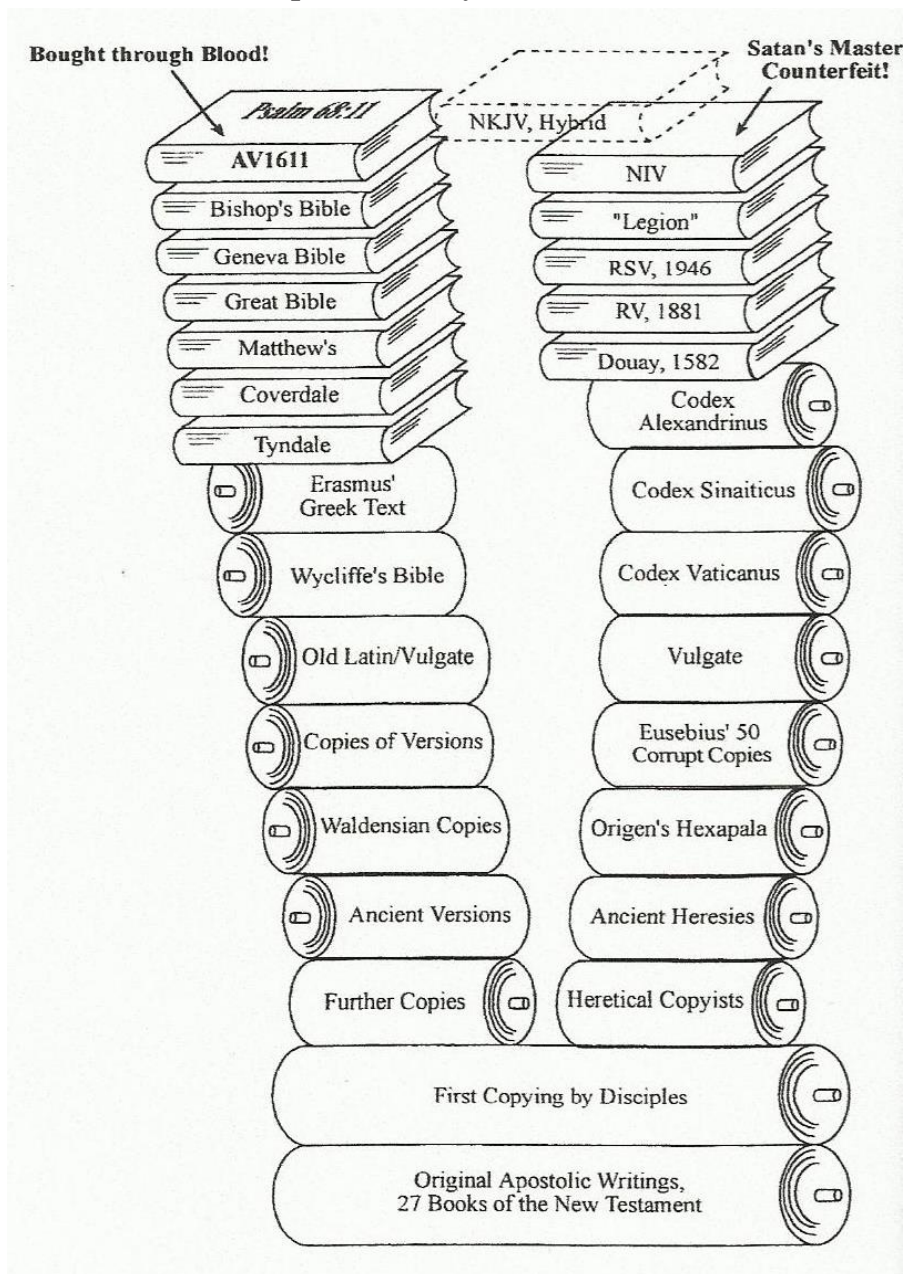 Bought through Blood!
Satan's Master
Counterfeit!
Psalm 68:11
NKJV, Hybrid
AV1611
Bishop's Bible
Geneva Bible
Great Bible
Matthew's
Coverdale
Tyndale
Erasmus'
Greek Text
Wycliffe's Bible
Old Latin/Vulgate
Copies of Versions
Waldensian Copies
Ancient Versions
Further Copies
NIV
"Legion"
RSV, 1946
RV, 1881
Douay, 1582
Codex
Alexandrinus
Codex Sinaiticus
Codex Vaticanus
Vulgate
Eusebius' 50
Corrupt Copies
Origen's Hexapala
Ancient Heresies
Heretical Copyists
First Copying by Disciples
Original Apostolic Writings,
27 Books of the New Testament